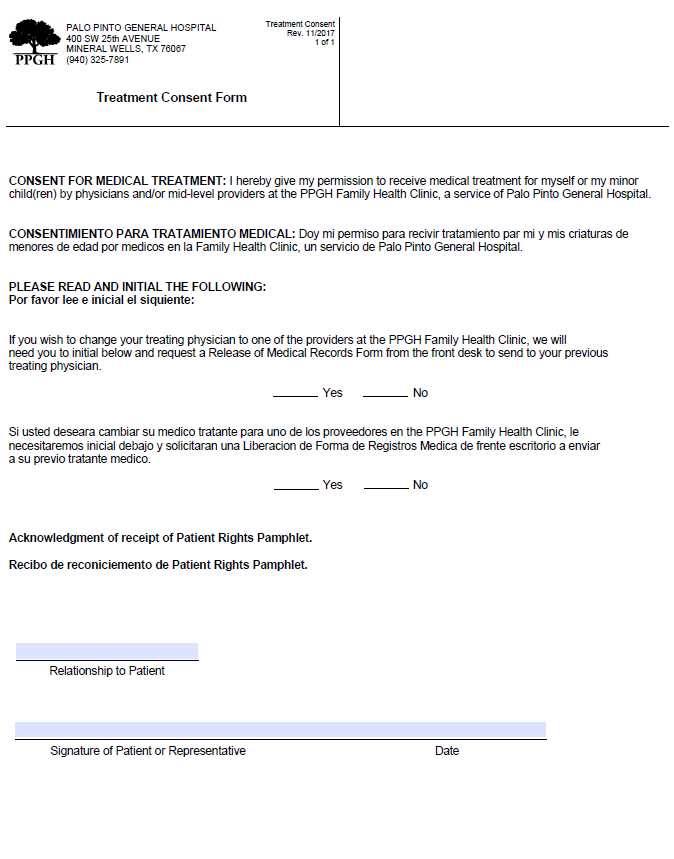 PPGH
PALO PINTO GENERAL HOSPITAL
400 SW 25th AVENUE
MINERAL WELLS, TX 76067
(940) 325-7891
Treatment Consent
Rev. 11/2017
1 of 1
Treatment Consent Form
CONSENT FOR MEDICAL TREATMENT: I hereby give my permission to receive medical treatment for myself or my minor
child(ren) by physicians and/or mid-level providers at the PPGH Family Health Clinic, a service of Palo Pinto General Hospital.
CONSENTIMIENTO PARA TRATAMIENTO MEDICAL: Doy mi permiso para recivir tratamiento par mi y mis criaturas de
menores de edad por medicos en la Family Health Clinic, un servicio de Palo Pinto General Hospital.
PLEASE READ AND INITIAL THE FOLLOWING:
Por favor lee e inicial el siquiente:
If you wish to change your treating physician to one of the providers at the PPGH Family Health Clinic, we will
need you to initial below and request a Release of Medical Records Form from the front desk to send to your previous
treating physician.
_______ Yes _______ No
Si usted deseara cambiar su medico tratante para uno de los proveedores en the PPGH Family Health Clinic, le
necesitaremos inicial debajo y solicitaran una Liberacion de Forma de Registros Medica de frente escritorio a enviar
a su previo tratante medico.
_______ Yes _______ No
Acknowledgment of receipt of Patient Rights Pamphlet.
Recibo de reconiciemento de Patient Rights Pamphlet.
Relationship to Patient
Signature of Patient or Representative Date